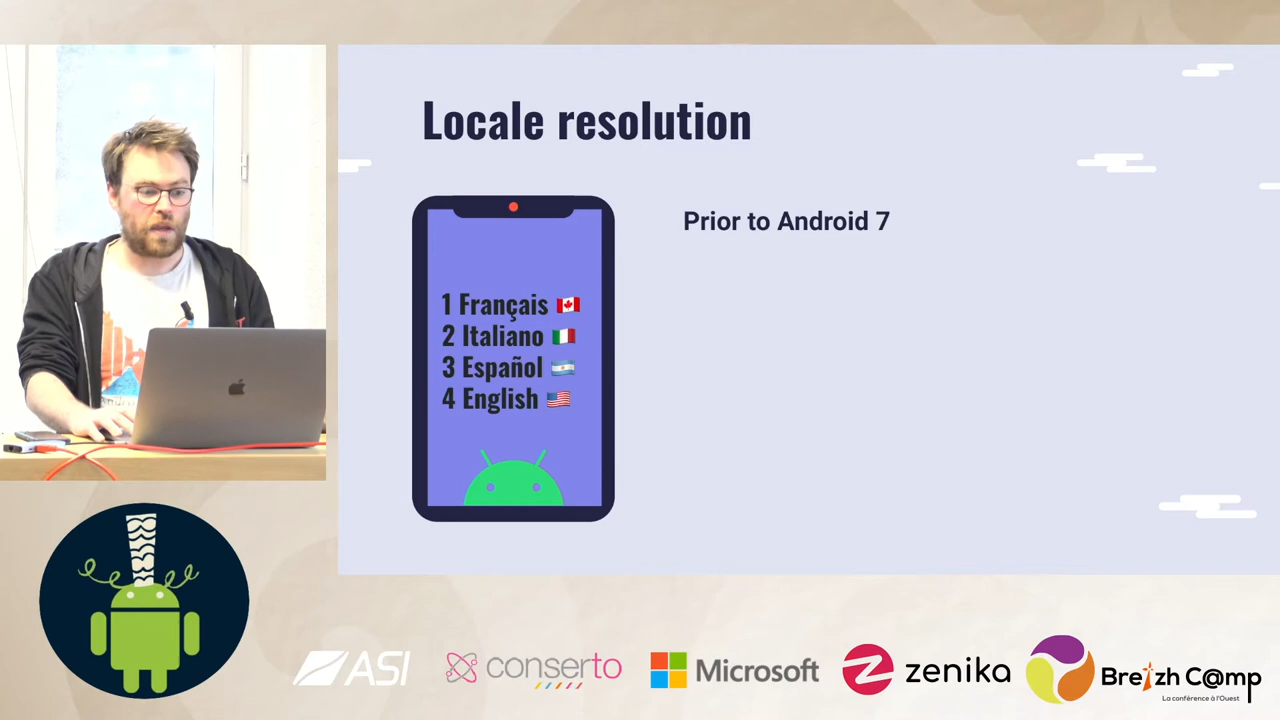 Locale resolution
Prior to Android 7
1 Français 🇨🇦
2 Italiano 🇮🇹
3 Español 🇦🇷
4 English 🇺🇸
ASI
conserto
Microsoft
zenika
Breizh C@mp
La conférence à l'Ouest